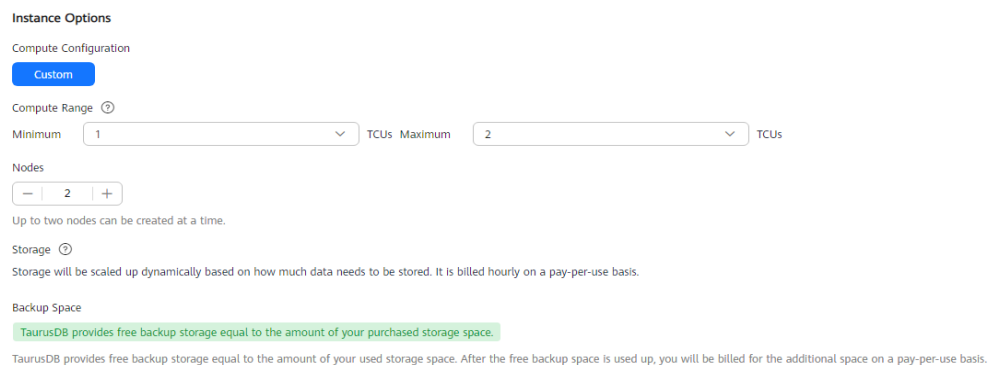 Instance Options
Compute Configuration
Custom
Compute Range
Minimum 1 TCUs Maximum 2 TCUs
Nodes
2
Up to two nodes can be created at a time.
Storage
Storage will be scaled up dynamically based on how much data needs to be stored. It is billed hourly on a pay-per-use basis.
Backup Space
TaurusDB provides free backup storage equal to the amount of your purchased storage space.
TaurusDB provides free backup storage equal to the amount of your used storage space. After the free backup space is used up, you will be billed for the additional space on a pay-per-use basis.